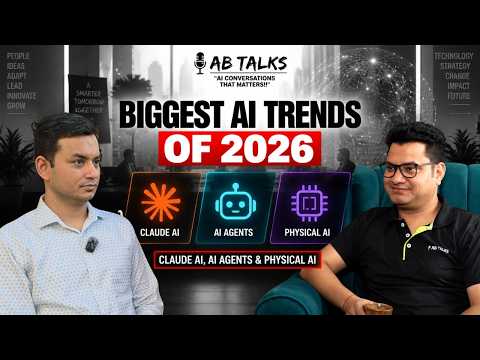 AB TALKS
"AI CONVERSATIONS
THAT MATTERS!!"
PEOPLE
IDEAS
ADAPT
LEAD
INNOVATE
GROW
TECHNOLOGY
STRATEGY
CHANGE
IMPACT
FUTURE
A
SMARTER
TOMORROW
TOGETHER
BIGGEST AI TRENDS
OF 2026
CLAUDE AI
AI AGENTS
PHYSICAL AI
CLAUDE AI, AI AGENTS & PHYSICAL AI
AB TALKS